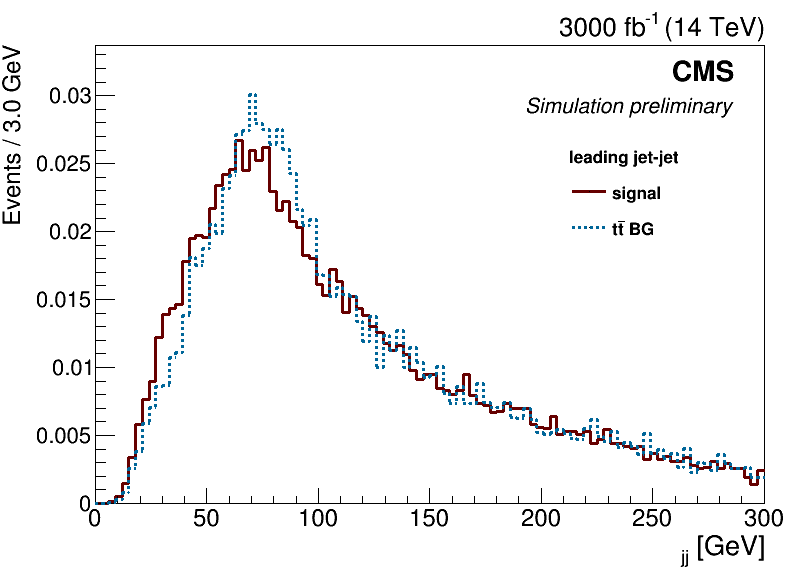 3000 fb⁻¹ (14 TeV)
CMS
Simulation preliminary
leading jet-jet
signal
tt̄ BG
Events / 3.0 GeV
0.03
0.025
0.02
0.015
0.01
0.005
0
0 50 100 150 200 250 300
jj [GeV]